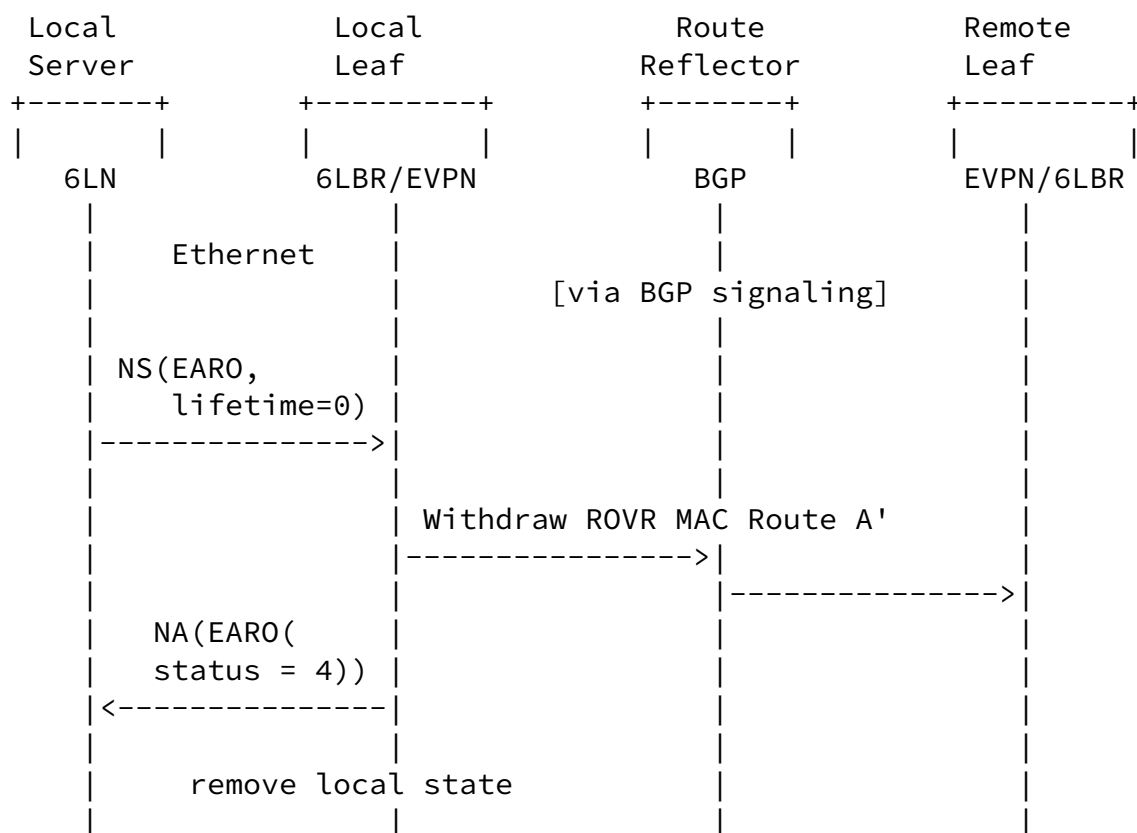 Local Local Route Remote
Server Leaf Reflector Leaf
6LN 6LBR/EVPN BGP EVPN/6LBR
Ethernet
[via BGP signaling]
NS(EARO,
lifetime=0)
Withdraw ROVR MAC Route A'
NA(EARO(
status = 4))
remove local state